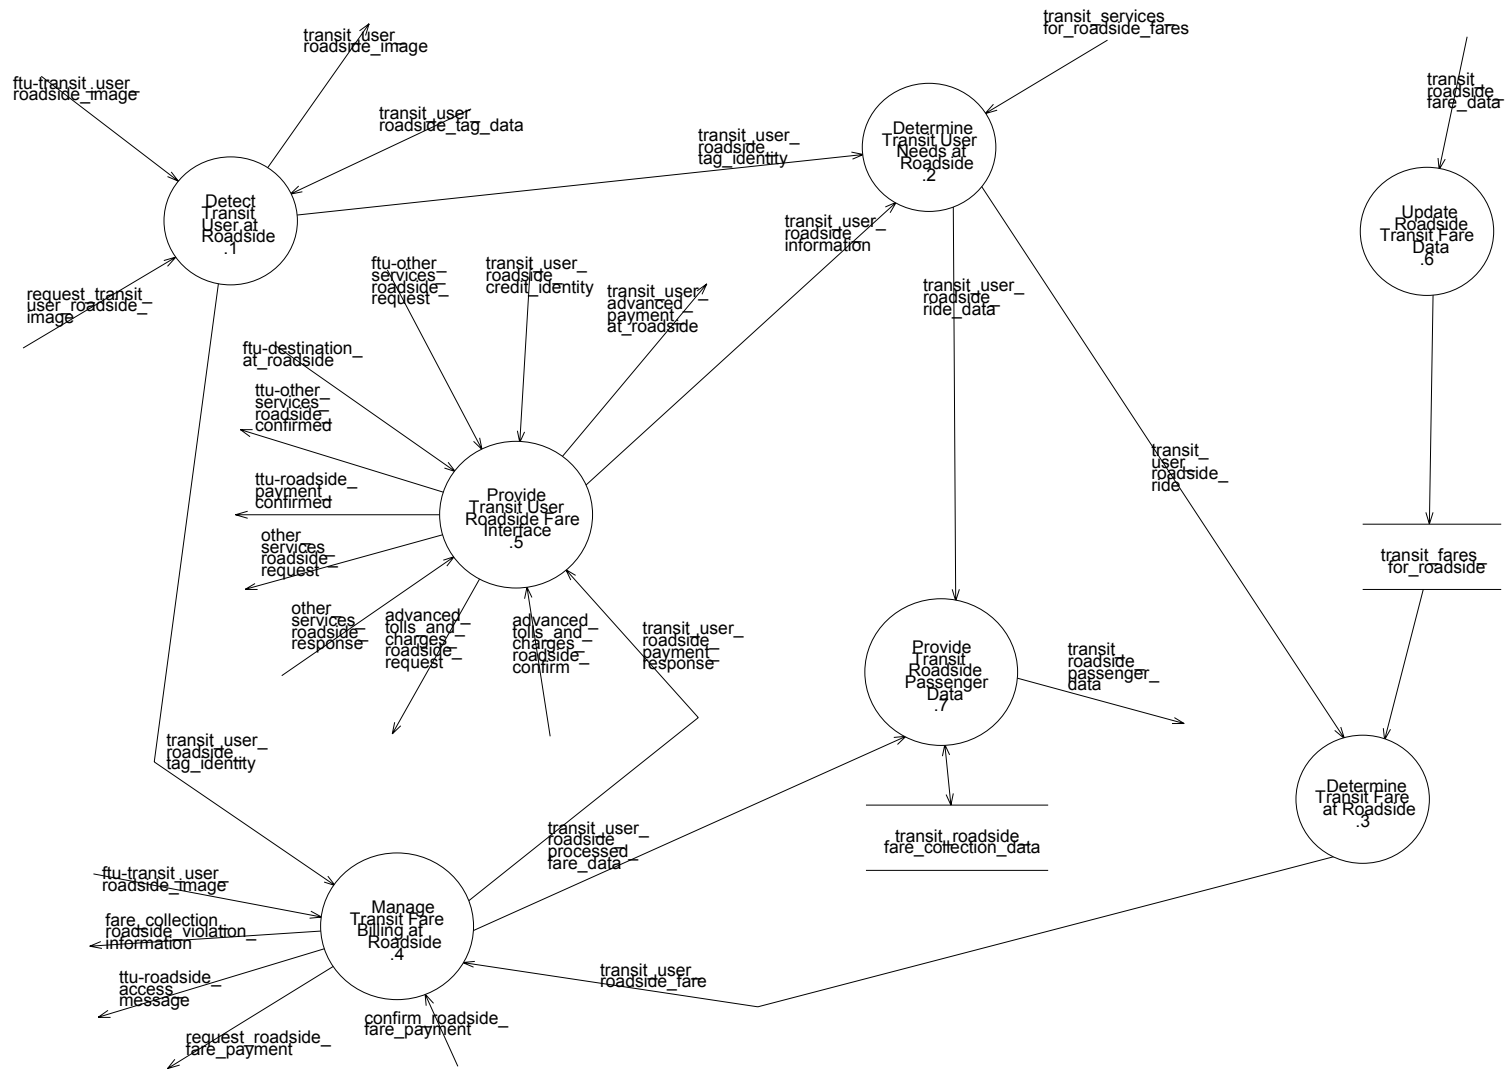 transit_services_
for_roadside_fares
transit_user_
roadside_image
ftu-transit_user_
roadside_image
transit_user_
roadside_tag_data
transit_user_
roadside_
tag_identity
Determine
Transit User
Needs at
Roadside
.2
transit_
roadside_
fare_data
Detect
Transit
User at
Roadside
.1
Update
Roadside
Transit Fare
Data
.6
transit_user_
roadside_
information
request_transit_
user_roadside_
image
ftu-other_
services_
roadside_
request
transit_user_
roadside_
credit_identity
transit_user_
advanced_
payment_
at_roadside
transit_user_
roadside_
ride_data
ftu-destination_
at_roadside
ttu-other_
services_
roadside_
confirmed
ttu-roadside_
payment_
confirmed
Provide
Transit User
Roadside Fare
Interface
.5
transit_
user_
roadside_
ride
other_
services_
roadside_
request
transit_fares_
for_roadside
other_
services_
roadside_
response
advanced_
tolls_and_
charges_
roadside_
request
advanced_
tolls_and_
charges_
roadside_
confirm
transit_user_
roadside_
payment_
response
Provide
Transit
Roadside
Passenger
Data
.7
transit_
roadside_
passenger_
data
transit_user_
roadside_
tag_identity
Determine
Transit Fare
at Roadside
.3
transit_user_
roadside_
processed_
fare_data
transit_roadside_
fare_collection_data
ftu-transit_user_
roadside_image
fare_collection_
roadside_violation_
information
Manage
Transit Fare
Billing at
Roadside
.4
ttu-roadside_
access_
message
transit_user_
roadside_fare
request_roadside_
fare_payment
confirm_roadside_
fare_payment